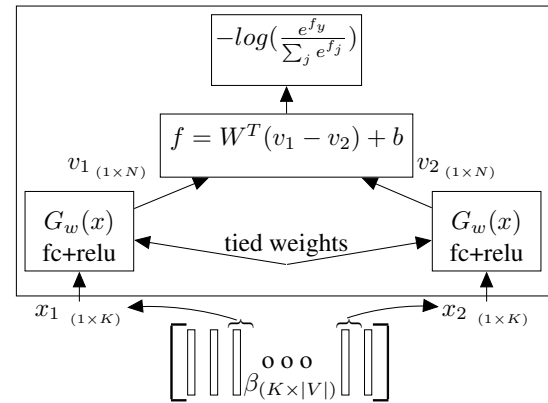 −log(e^{f_y} / ∑_j e^{f_j})
f = W^T(v_1 − v_2) + b
v_1 (1×N) v_2 (1×N)
G_w(x) G_w(x)
fc+relu tied weights fc+relu
x_1 (1×K) x_2 (1×K)
o o o
β_(K×|V|)